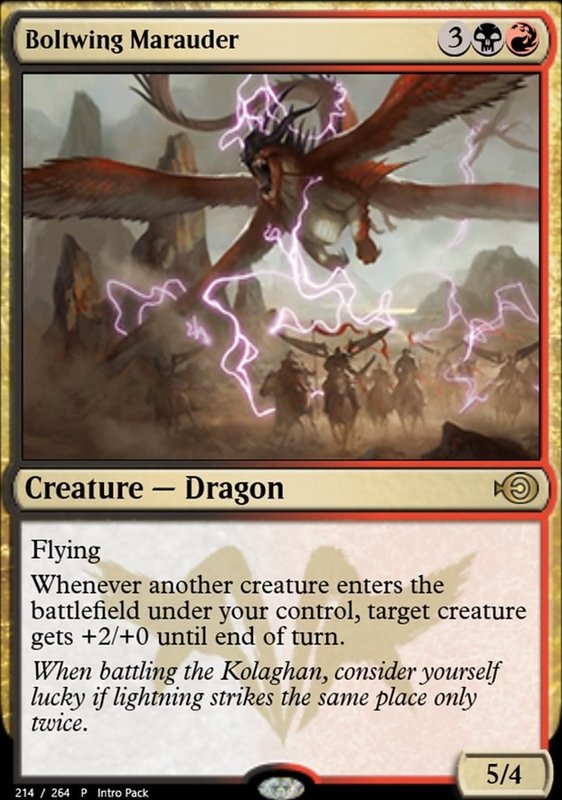 Boltwing Marauder 3
Creature — Dragon
Flying
Whenever another creature enters the
battlefield under your control, target creature
gets +2/+0 until end of turn.
When battling the Kolaghan, consider yourself
lucky if lightning strikes the same place only
twice.
5/4
214 / 264 P Intro Pack